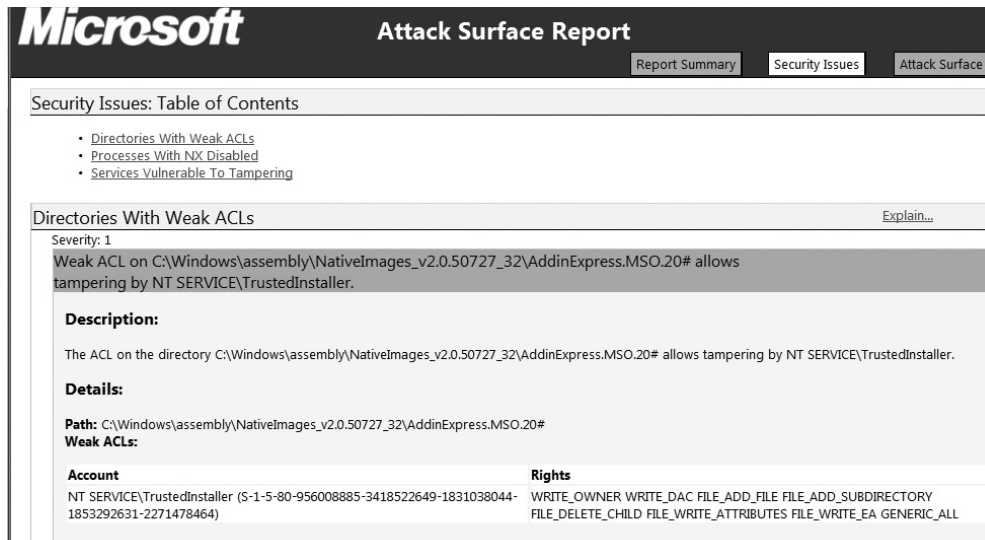 Microsoft
Attack Surface Report
Report Summary Security Issues Attack Surface
Security Issues: Table of Contents
• Directories With Weak ACLs
• Processes With NX Disabled
• Services Vulnerable To Tampering
Directories With Weak ACLs Explain...
Severity: 1
Weak ACL on C:\Windows\assembly\NativeImages_v2.0.50727_32\AddinExpress.MSO.20# allows
tampering by NT SERVICE\TrustedInstaller.
Description:
The ACL on the directory C:\Windows\assembly\NativeImages_v2.0.50727_32\AddinExpress.MSO.20# allows tampering by NT SERVICE\TrustedInstaller.
Details:
Path: C:\Windows\assembly\NativeImages_v2.0.50727_32\AddinExpress.MSO.20#
Weak ACLs:
Account Rights
NT SERVICE\TrustedInstaller (S-1-5-80-956008885-3418522649-1831038044- WRITE_OWNER WRITE_DAC FILE_ADD_FILE FILE_ADD_SUBDIRECTORY
1853292631-2271478464) FILE_DELETE_CHILD FILE_WRITE_ATTRIBUTES FILE_WRITE_EA GENERIC_ALL